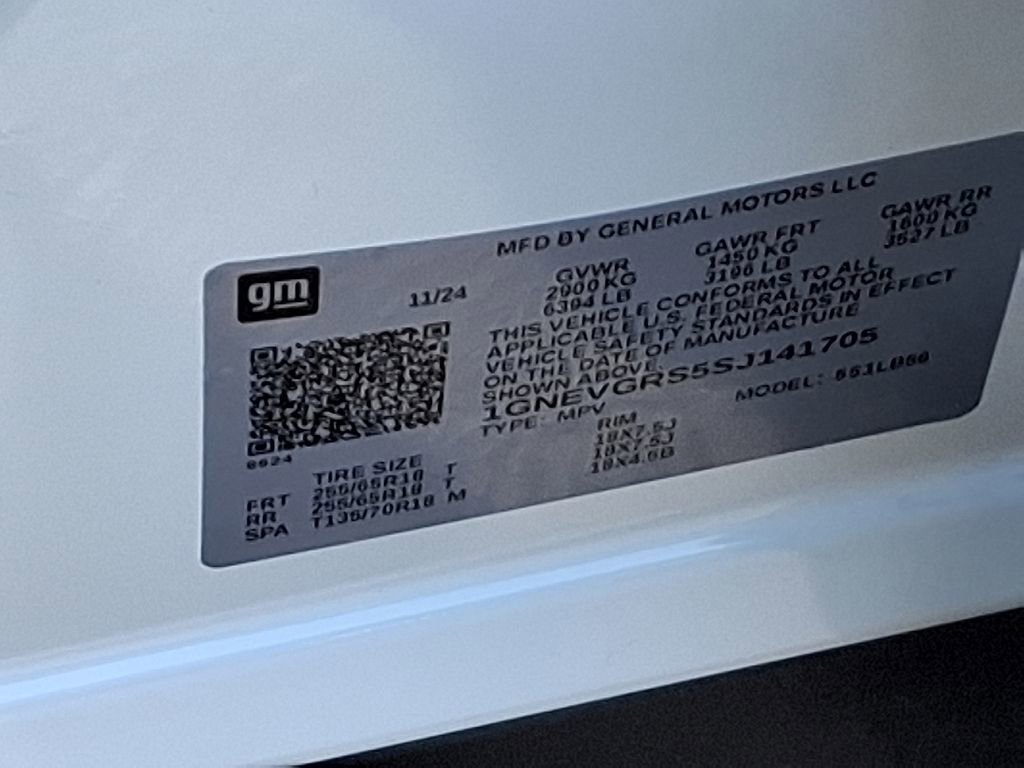 gm
MFD BY GENERAL MOTORS LLC
11/24
GVWR GAWR FRT GAWR RR
2900 KG 1450 KG 1600 KG
6394 LB 3196 LB 3527 LB
THIS VEHICLE CONFORMS TO ALL
APPLICABLE U.S. FEDERAL MOTOR
VEHICLE SAFETY STANDARDS IN EFFECT
ON THE DATE OF MANUFACTURE
SHOWN ABOVE.
1GNEVGRS5SJ141705
TYPE: MPV MODEL:
TIRE SIZE RIM
FRT 255/65R18 T 18X7.5J
RR 255/65R18 T 18X7.5J
SPA T135/70R18 M 18X4.5B